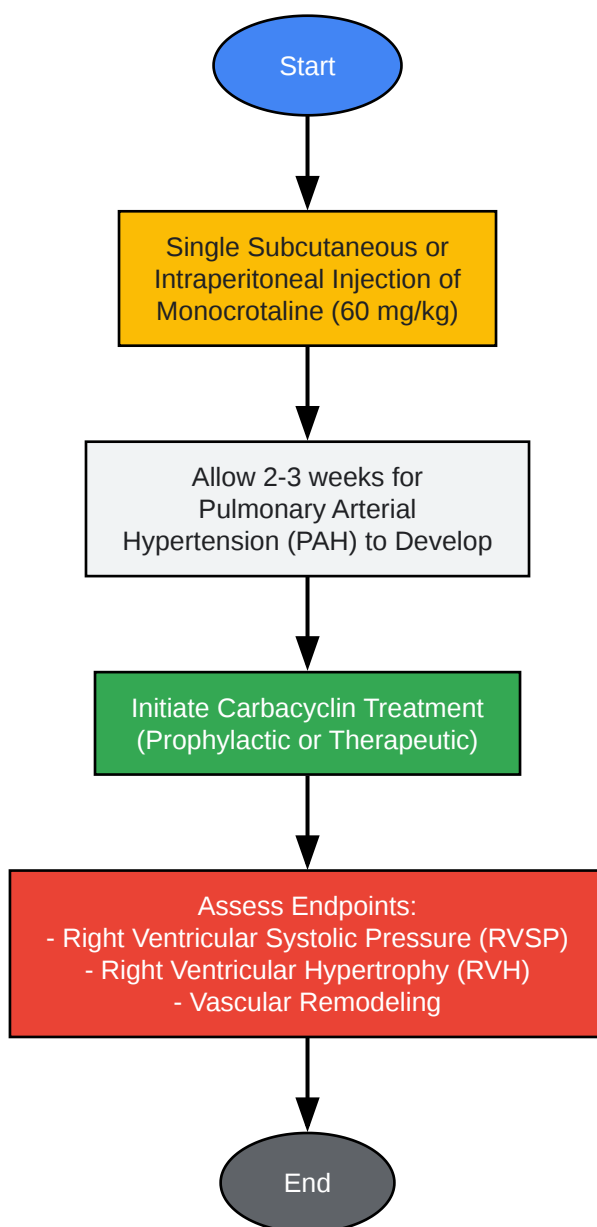 Start
Single Subcutaneous or
Intraperitoneal Injection of
Monocrotaline (60 mg/kg)
Allow 2-3 weeks for
Pulmonary Arterial
Hypertension (PAH) to Develop
Initiate Carbacyclin Treatment
(Prophylactic or Therapeutic)
Assess Endpoints:
- Right Ventricular Systolic Pressure (RVSP)
- Right Ventricular Hypertrophy (RVH)
- Vascular Remodeling
End